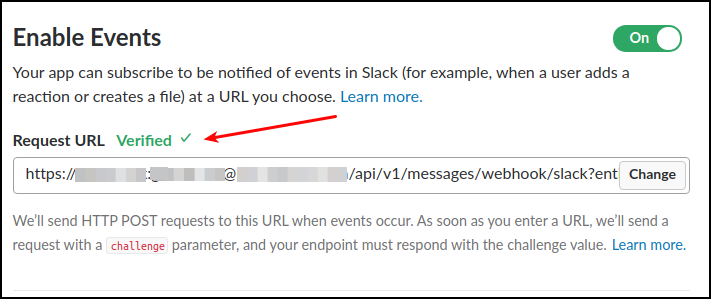 Enable Events
On
Your app can subscribe to be notified of events in Slack (for example, when a user adds a
reaction or creates a file) at a URL you choose. Learn more.
Request URL Verified ✓
https:// : @ /api/v1/messages/webhook/slack?ent Change
We’ll send HTTP POST requests to this URL when events occur. As soon as you enter a URL, we’ll send a
request with a challenge parameter, and your endpoint must respond with the challenge value. Learn more.